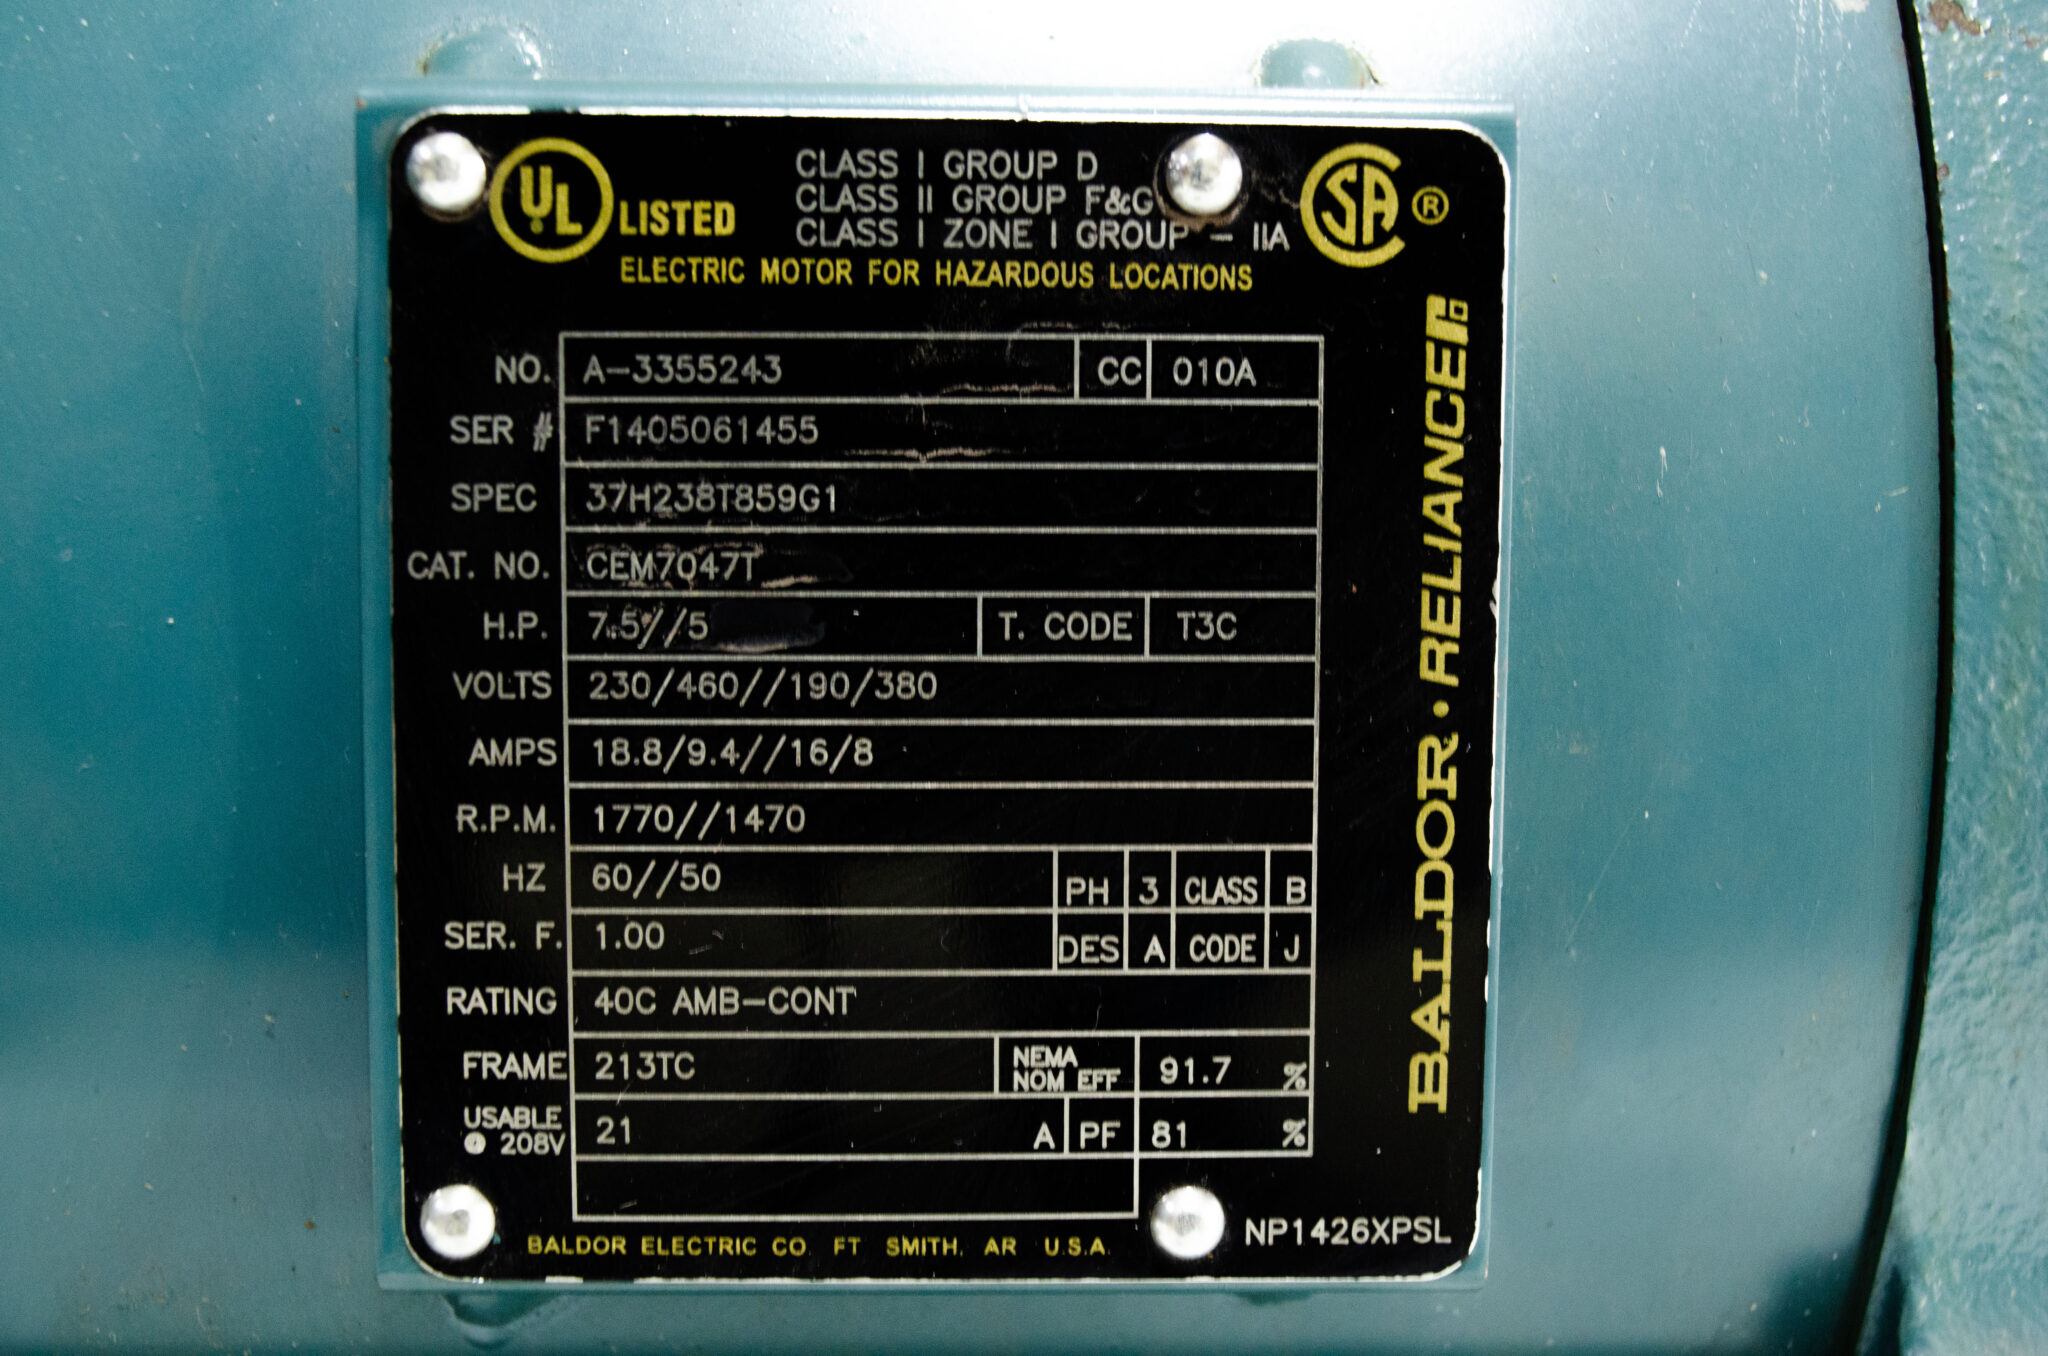 UL LISTED
CLASS I GROUP D
CLASS II GROUP F&G
CLASS I ZONE I GROUP - IIA
SA ®
ELECTRIC MOTOR FOR HAZARDOUS LOCATIONS
NO. A-3355243 CC 010A
SER # F1405061455
SPEC 37H238T859G1
CAT. NO. CEM7047T
H.P. 7.5//5 T. CODE T3C
VOLTS 230/460//190/380
AMPS 18.8/9.4//16/8
R.P.M. 1770//1470
HZ 60//50 PH 3 CLASS B
SER. F. 1.00 DES A CODE J
RATING 40C AMB-CONT
FRAME 213TC NEMA NOM EFF 91.7 %
USABLE @ 208V 21 A PF 81 %
BALDOR ELECTRIC CO. FT SMITH, AR U.S.A.
NP1426XPSL
BALDOR • RELIANCE